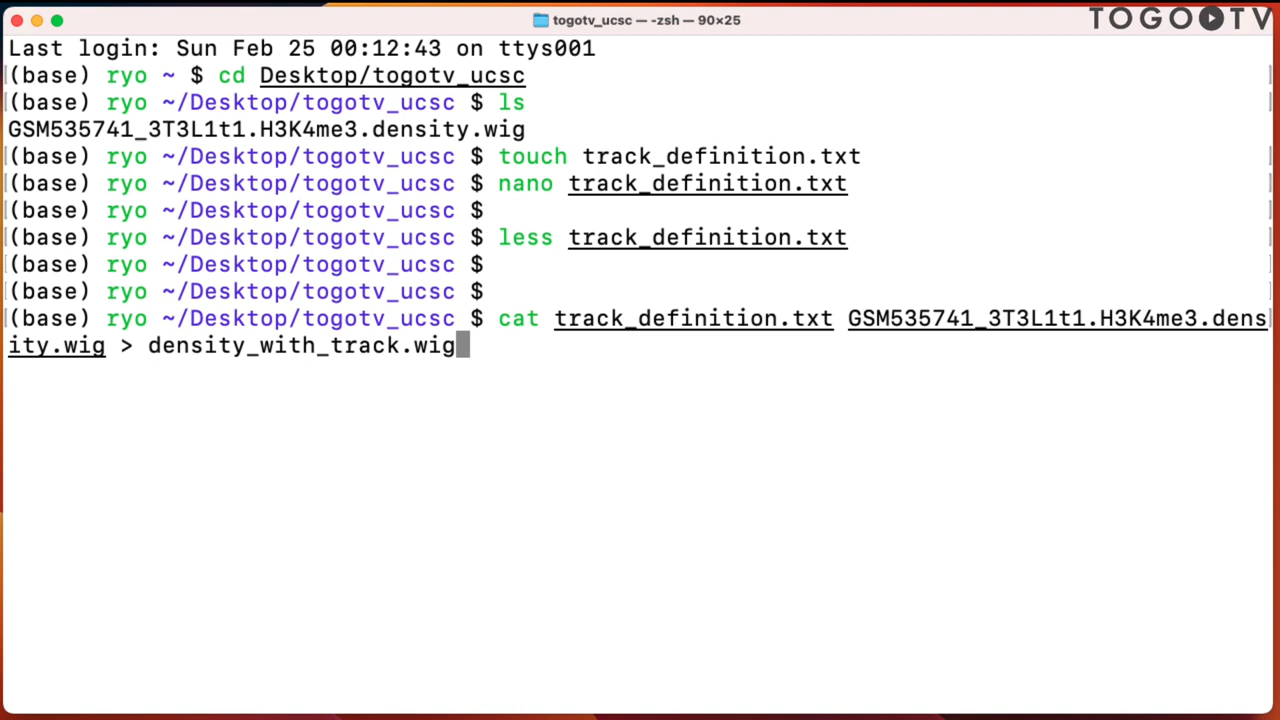 togotv_ucsc — -zsh — 90×25
TOGOTV
Last login: Sun Feb 25 00:12:43 on ttys001
(base) ryo ~ $ cd Desktop/togotv_ucsc
(base) ryo ~/Desktop/togotv_ucsc $ ls
GSM535741_3T3L1t1.H3K4me3.density.wig
(base) ryo ~/Desktop/togotv_ucsc $ touch track_definition.txt
(base) ryo ~/Desktop/togotv_ucsc $ nano track_definition.txt
(base) ryo ~/Desktop/togotv_ucsc $
(base) ryo ~/Desktop/togotv_ucsc $ less track_definition.txt
(base) ryo ~/Desktop/togotv_ucsc $
(base) ryo ~/Desktop/togotv_ucsc $
(base) ryo ~/Desktop/togotv_ucsc $ cat track_definition.txt GSM535741_3T3L1t1.H3K4me3.dens
ity.wig > density_with_track.wig